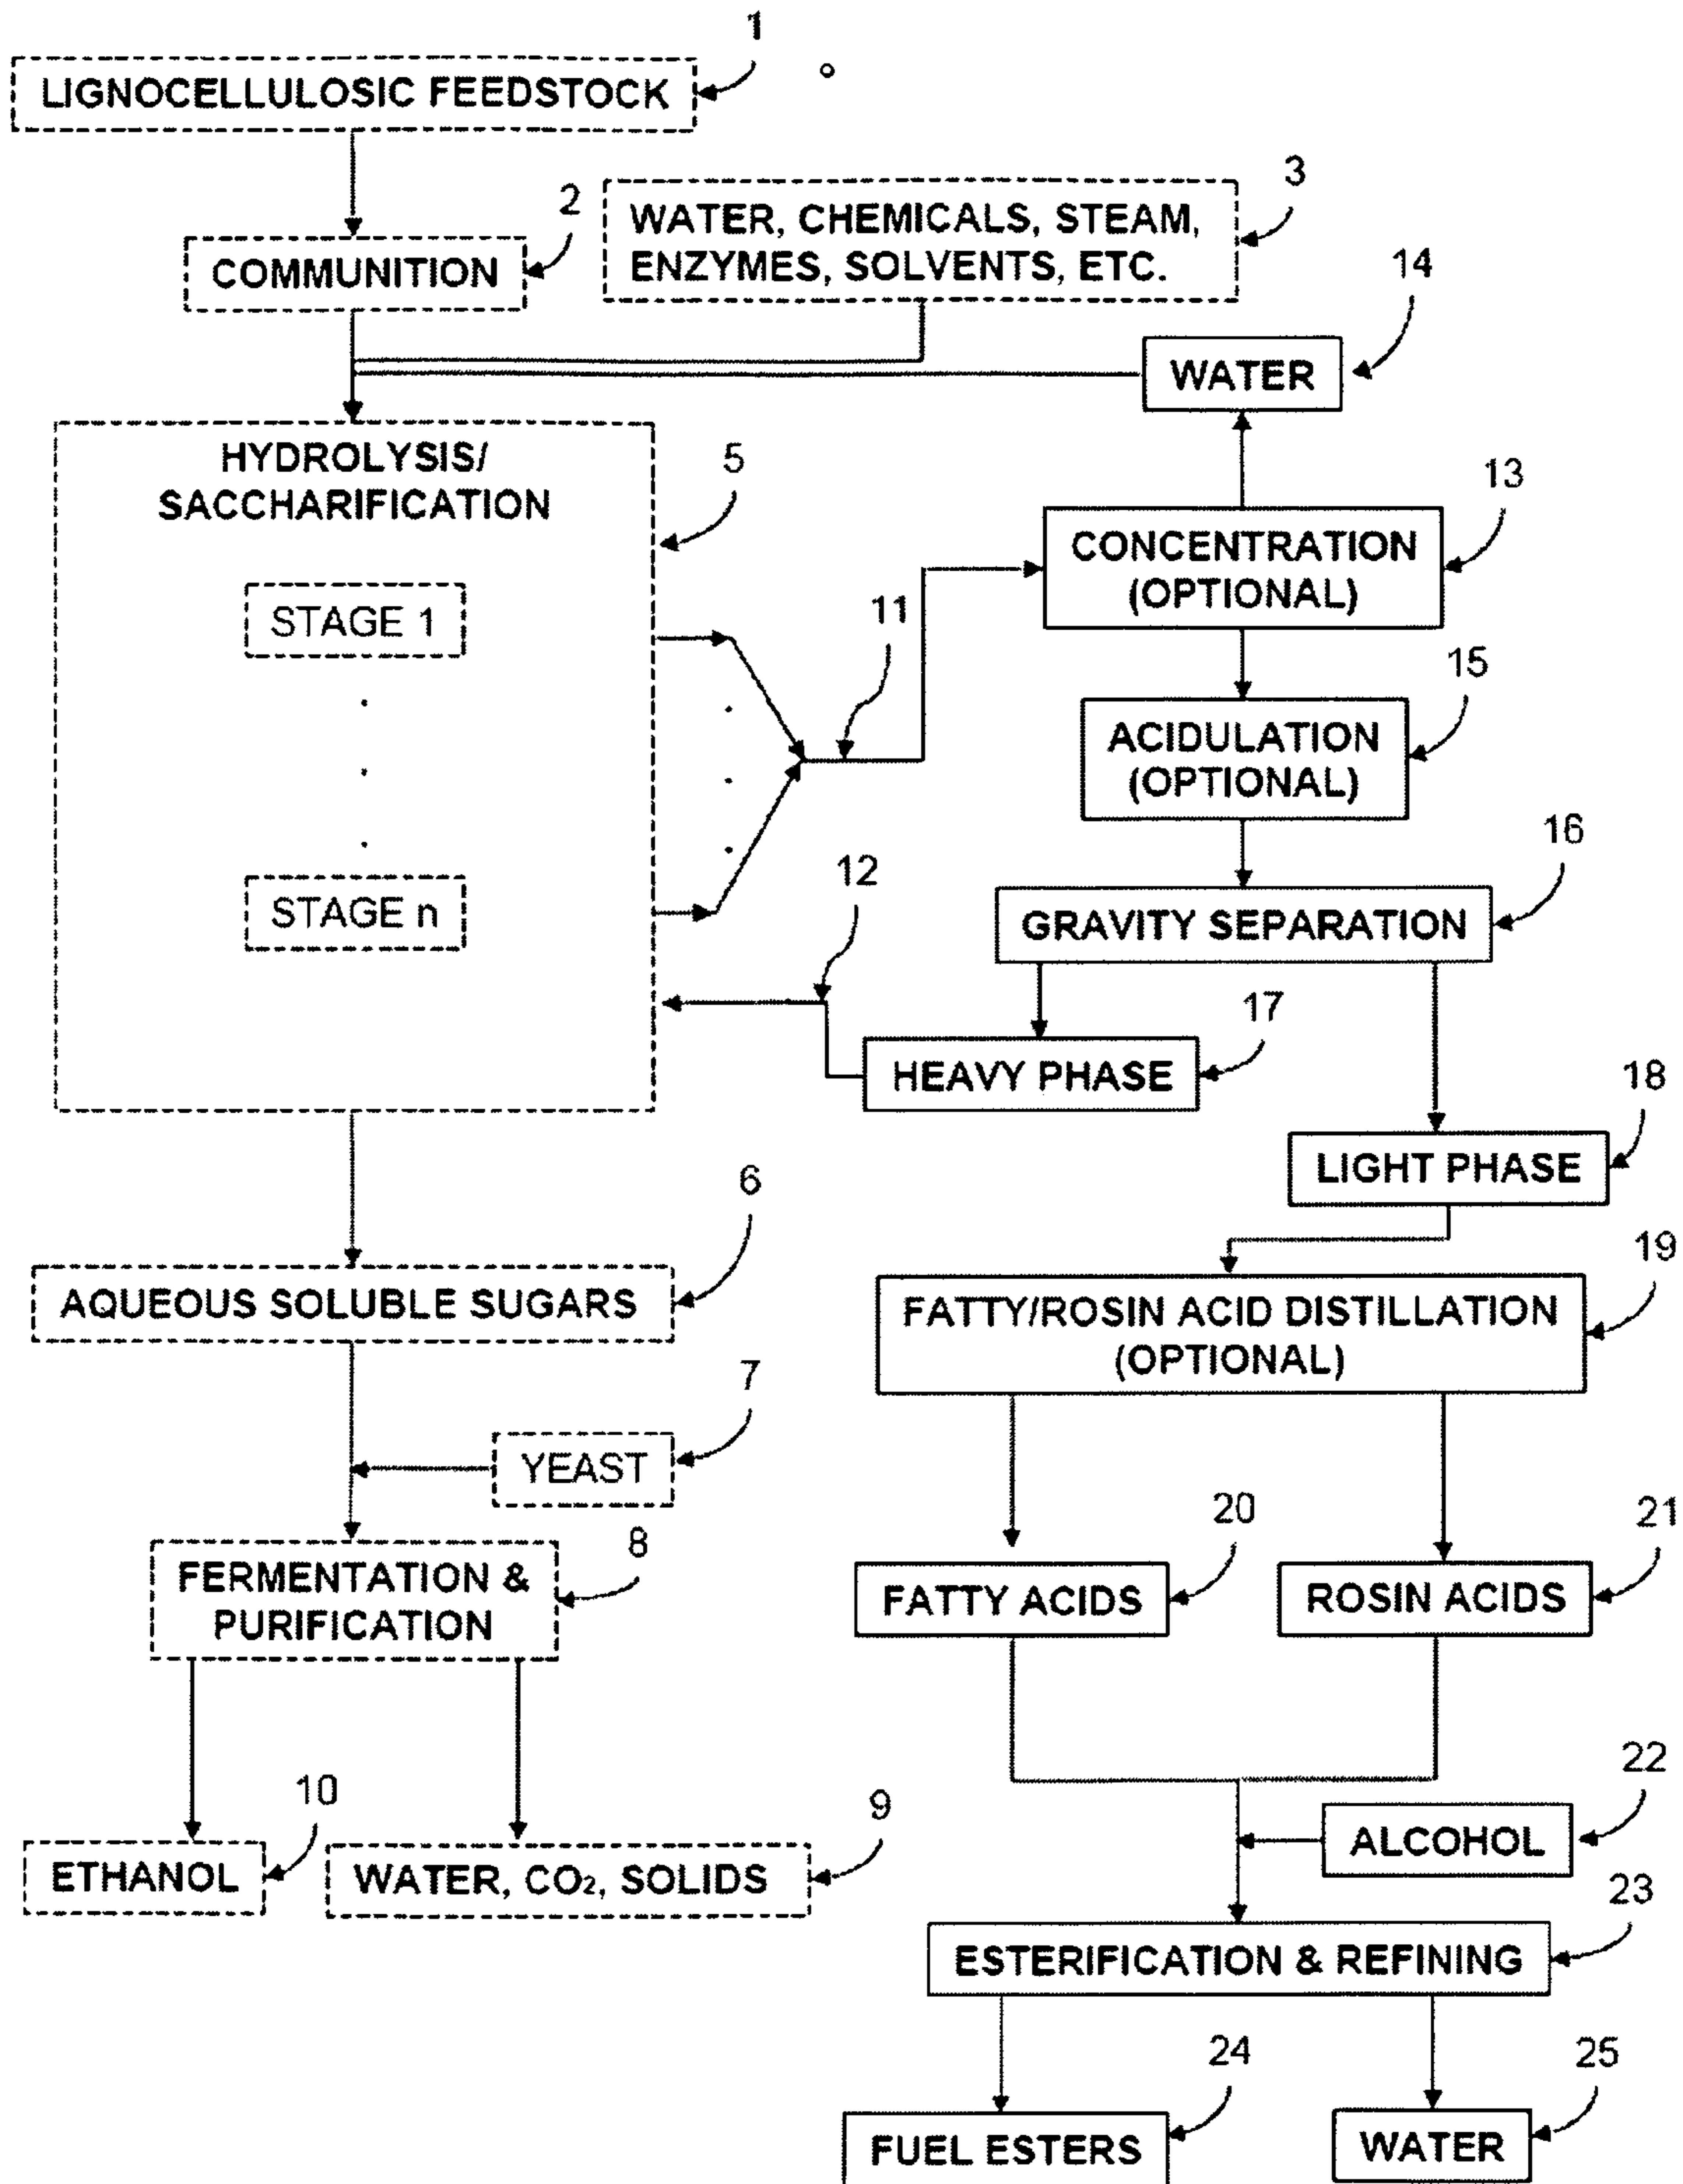 1
LIGNOCELLULOSIC FEEDSTOCK
2
COMMUNITION
3
WATER, CHEMICALS, STEAM,
ENZYMES, SOLVENTS, ETC.
14
WATER
HYDROLYSIS/
SACCHARIFICATION
5
STAGE 1
STAGE n
11
12
13
CONCENTRATION
(OPTIONAL)
15
ACIDULATION
(OPTIONAL)
16
GRAVITY SEPARATION
17
HEAVY PHASE
18
LIGHT PHASE
6
AQUEOUS SOLUBLE SUGARS
19
FATTY/ROSIN ACID DISTILLATION
(OPTIONAL)
7
YEAST
8
FERMENTATION &
PURIFICATION
20
FATTY ACIDS
21
ROSIN ACIDS
10
ETHANOL
9
WATER, CO2, SOLIDS
22
ALCOHOL
23
ESTERIFICATION & REFINING
24
FUEL ESTERS
25
WATER